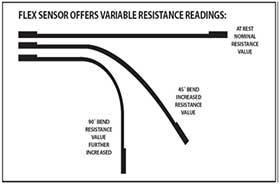 FLEX SENSOR OFFERS VARIABLE RESISTANCE READINGS:
AT REST
NOMINAL
RESISTANCE
VALUE
45˚ BEND
INCREASED
RESISTANCE
VALUE
90˚ BEND
RESISTANCE
VALUE
FURTHER
INCREASED